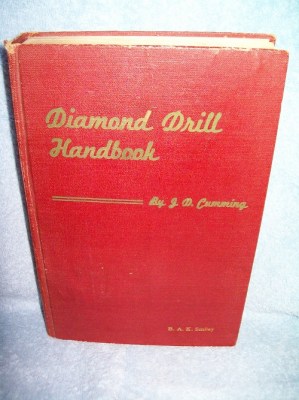 Diamond Drill
Handbook
By J. D. Cumming